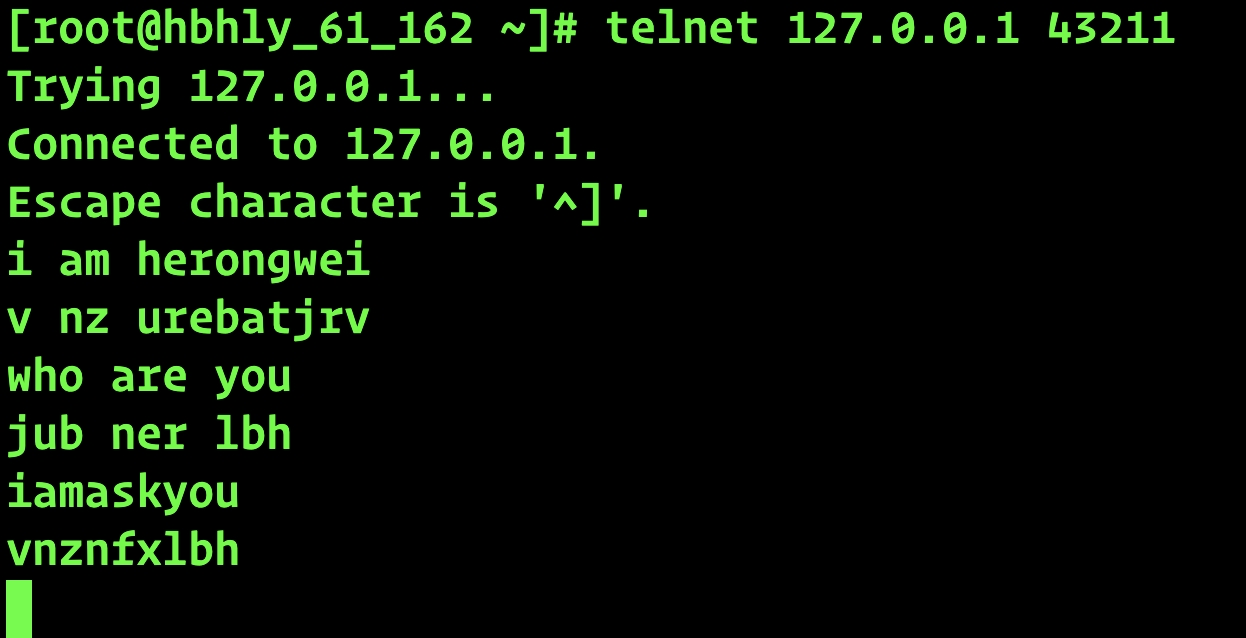 [root@hbhly_61_162 ~]# telnet 127.0.0.1 43211
Trying 127.0.0.1...
Connected to 127.0.0.1.
Escape character is '^]'.
i am herongwei
v nz urebatjrv
who are you
jub ner lbh
iamaskyou
vnznfxlbh